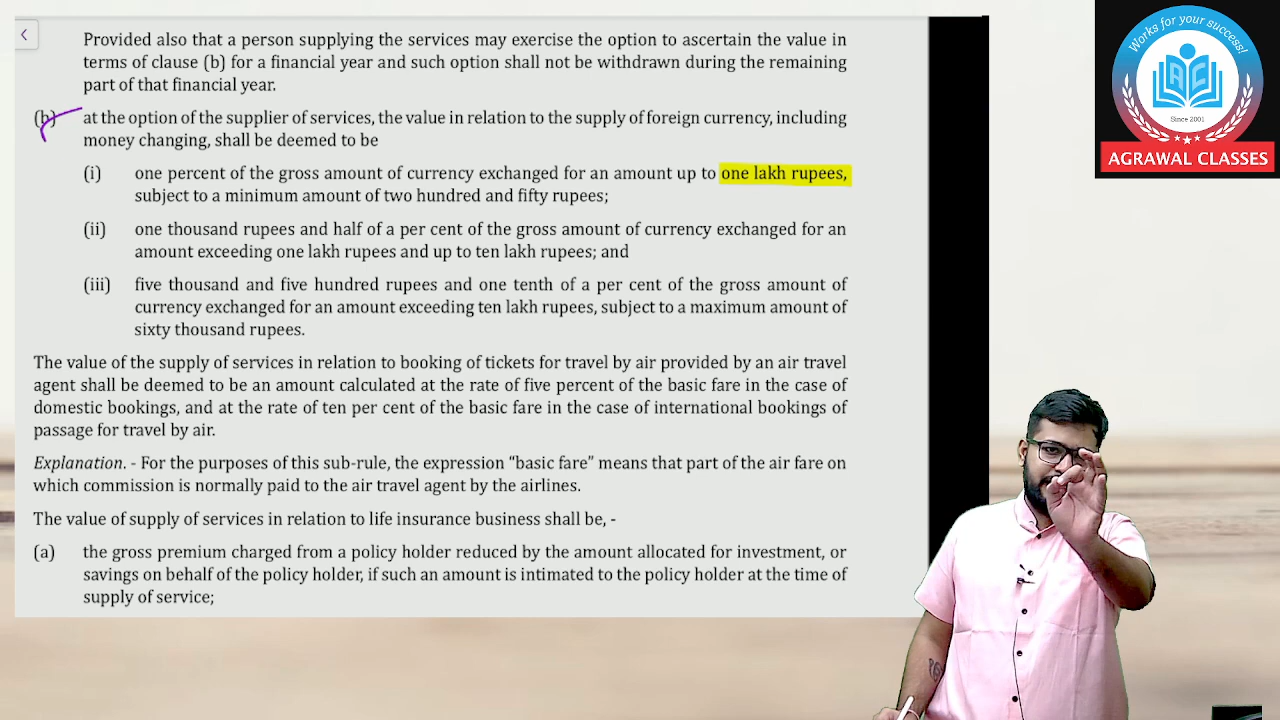 Provided also that a person supplying the services may exercise the option to ascertain the value in
terms of clause (b) for a financial year and such option shall not be withdrawn during the remaining
part of that financial year.
(b) at the option of the supplier of services, the value in relation to the supply of foreign currency, including
money changing, shall be deemed to be
(i) one percent of the gross amount of currency exchanged for an amount up to one lakh rupees,
subject to a minimum amount of two hundred and fifty rupees;
(ii) one thousand rupees and half of a per cent of the gross amount of currency exchanged for an
amount exceeding one lakh rupees and up to ten lakh rupees; and
(iii) five thousand and five hundred rupees and one tenth of a per cent of the gross amount of
currency exchanged for an amount exceeding ten lakh rupees, subject to a maximum amount of
sixty thousand rupees.
The value of the supply of services in relation to booking of tickets for travel by air provided by an air travel
agent shall be deemed to be an amount calculated at the rate of five percent of the basic fare in the case of
domestic bookings, and at the rate of ten per cent of the basic fare in the case of international bookings of
passage for travel by air.
Explanation. - For the purposes of this sub-rule, the expression “basic fare” means that part of the air fare on
which commission is normally paid to the air travel agent by the airlines.
The value of supply of services in relation to life insurance business shall be, -
(a) the gross premium charged from a policy holder reduced by the amount allocated for investment, or
savings on behalf of the policy holder, if such an amount is intimated to the policy holder at the time of
supply of service;
Works for your success!
AC
Since 2001
AGRAWAL CLASSES